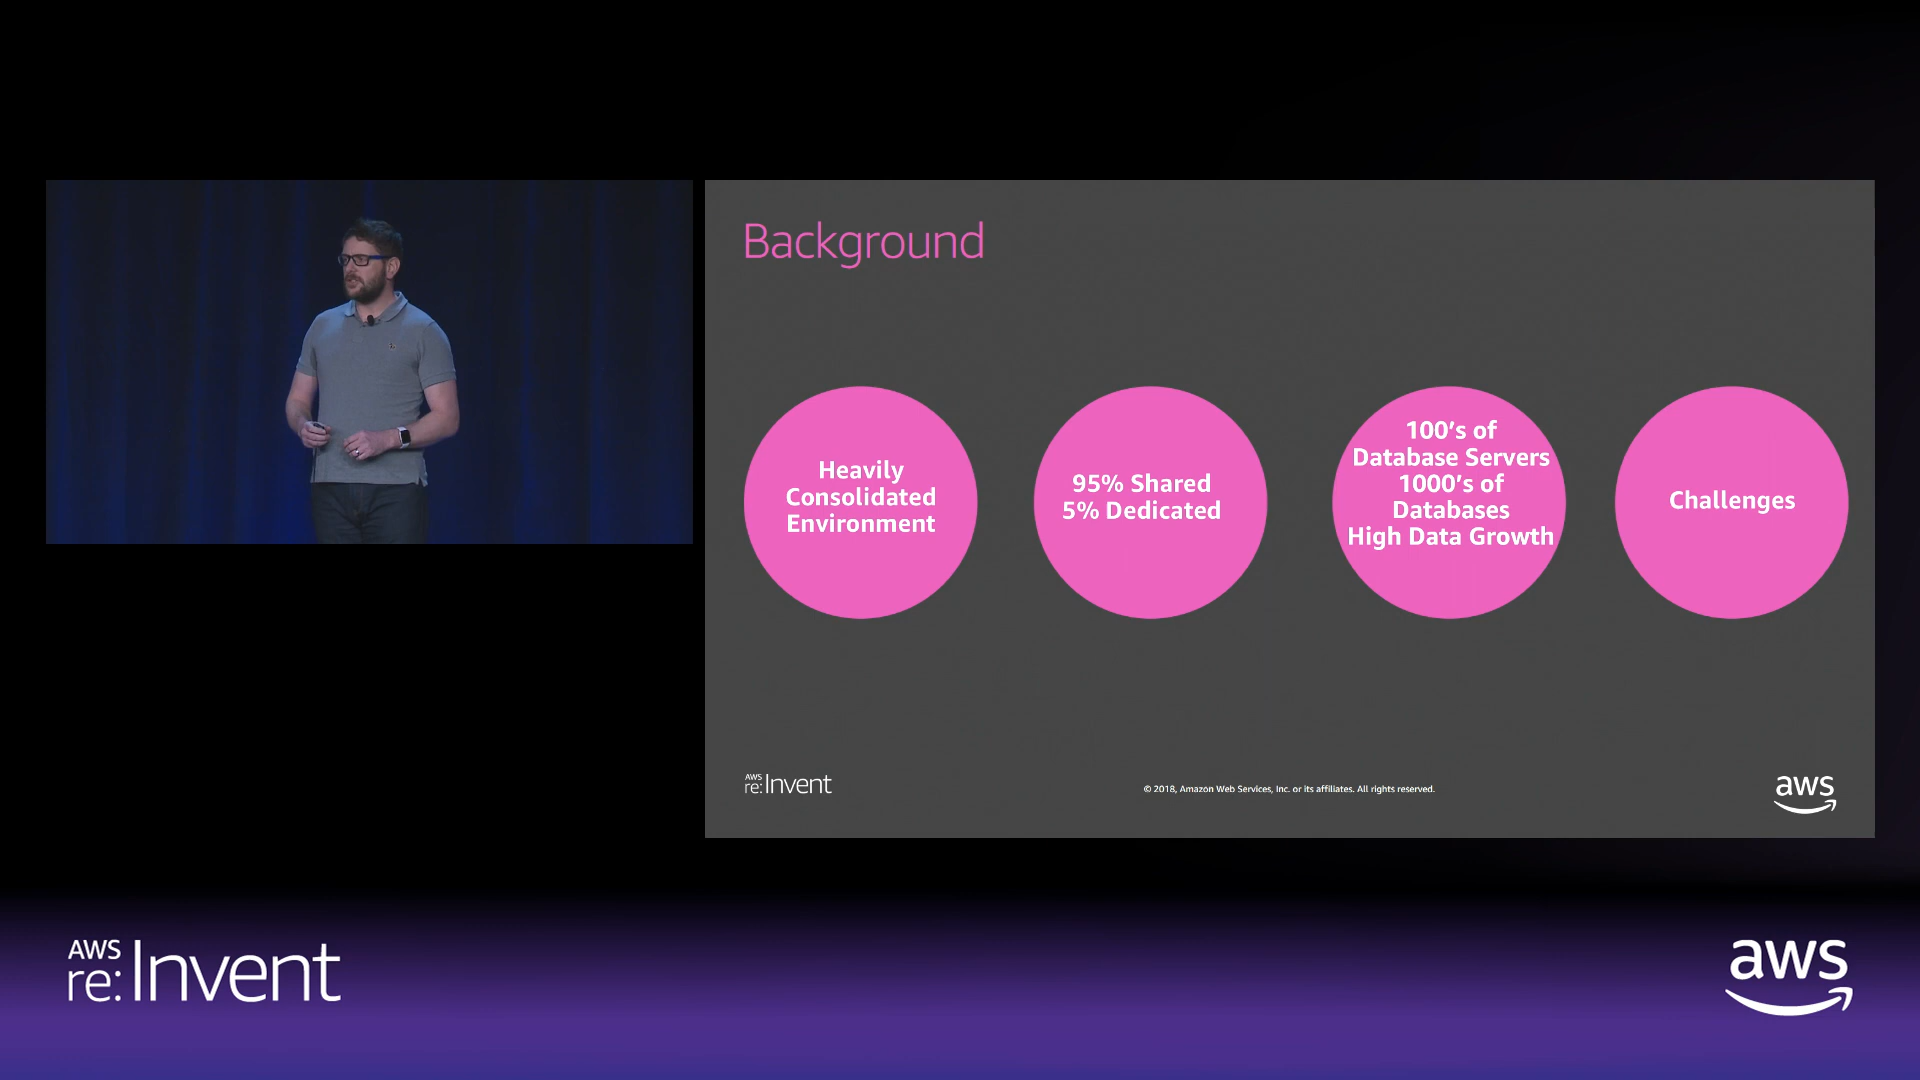 Background
Heavily
Consolidated
Environment
95% Shared
5% Dedicated
100's of
Database Servers
1000's of
Databases
High Data Growth
Challenges
AWS
re:Invent
© 2018, Amazon Web Services, Inc. or its affiliates. All rights reserved.
aws
AWS
re:Invent
aws